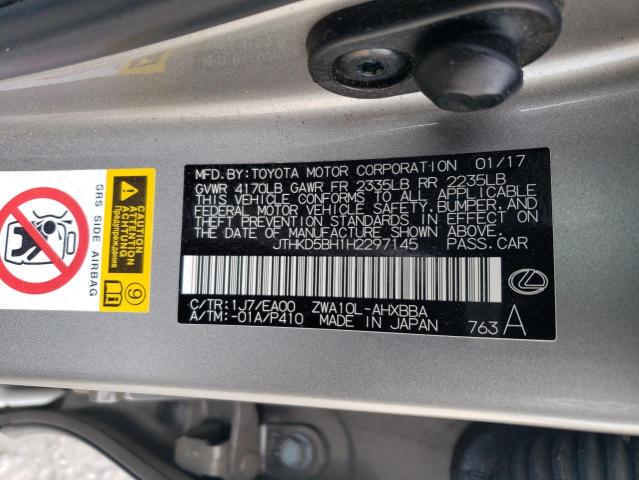 MFD.BY:TOYOTA MOTOR CORPORATION 01/17
GVWR 4170LB GAWR FR 2335LB RR 2235LB
THIS VEHICLE CONFORMS TO ALL APPLICABLE
FEDERAL MOTOR VEHICLE SAFETY,BUMPER,AND
THEFT PREVENTION STANDARDS IN EFFECT ON
THE DATE OF MANUFACTURE SHOWN ABOVE.
JTHKD5BH1H2297145 PASS.CAR
C/TR:1J7/EA00 ZWA10L-AHXBBA
A/TM:-01A/P410 MADE IN JAPAN 763 A
SRS SIDE AIRBAG
ACHTUNG
ATTENTION
Упреждение
9